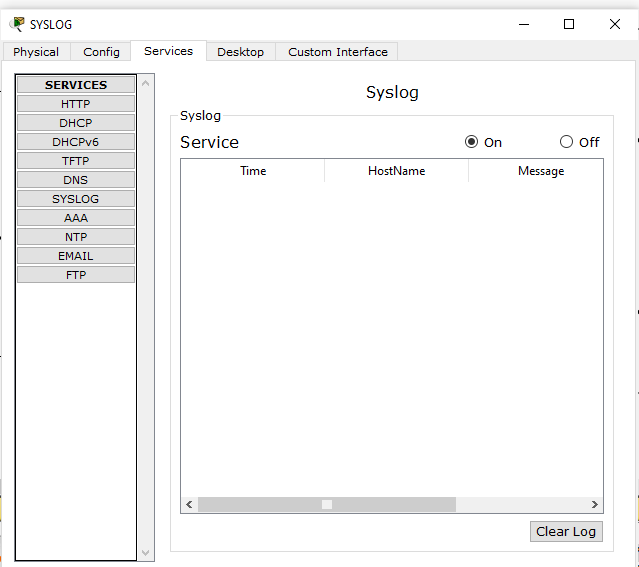 SYSLOG
Physical Config Services Desktop Custom Interface
SERVICES
HTTP
DHCP
DHCPv6
TFTP
DNS
SYSLOG
AAA
NTP
EMAIL
FTP
Syslog
Syslog
Service On Off
Time HostName Message
Clear Log